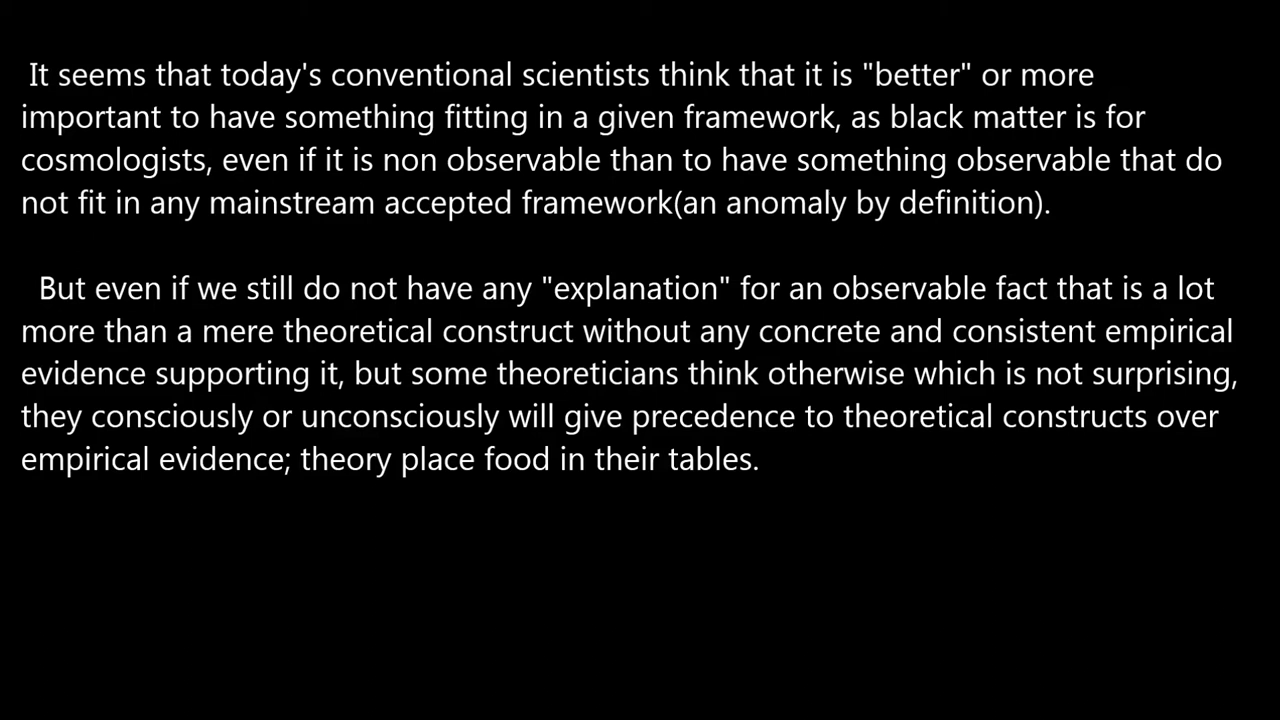 It seems that today's conventional scientists think that it is "better" or more
important to have something fitting in a given framework, as black matter is for
cosmologists, even if it is non observable than to have something observable that do
not fit in any mainstream accepted framework(an anomaly by definition).
But even if we still do not have any "explanation" for an observable fact that is a lot
more than a mere theoretical construct without any concrete and consistent empirical
evidence supporting it, but some theoreticians think otherwise which is not surprising,
they consciously or unconsciously will give precedence to theoretical constructs over
empirical evidence; theory place food in their tables.